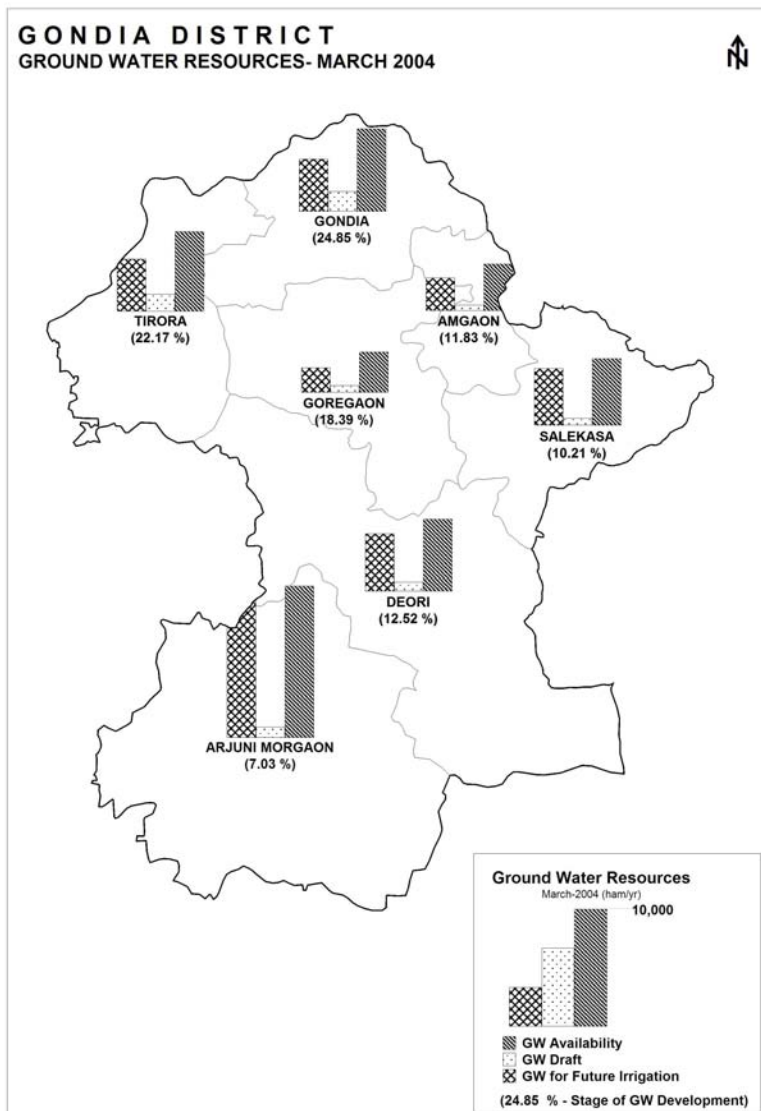 GONDIA DISTRICT
GROUND WATER RESOURCES- MARCH 2004
N
GONDIA
(24.85 %)
TIRORA
(22.17 %)
AMGAON
(11.83 %)
GOREGAON
(18.39 %)
SALEKASA
(10.21 %)
DEORI
(12.52 %)
ARJUNI MORGAON
(7.03 %)
Ground Water Resources
March-2004 (ham/yr)
10,000
GW Availability
GW Draft
GW for Future Irrigation
(24.85 % - Stage of GW Development)